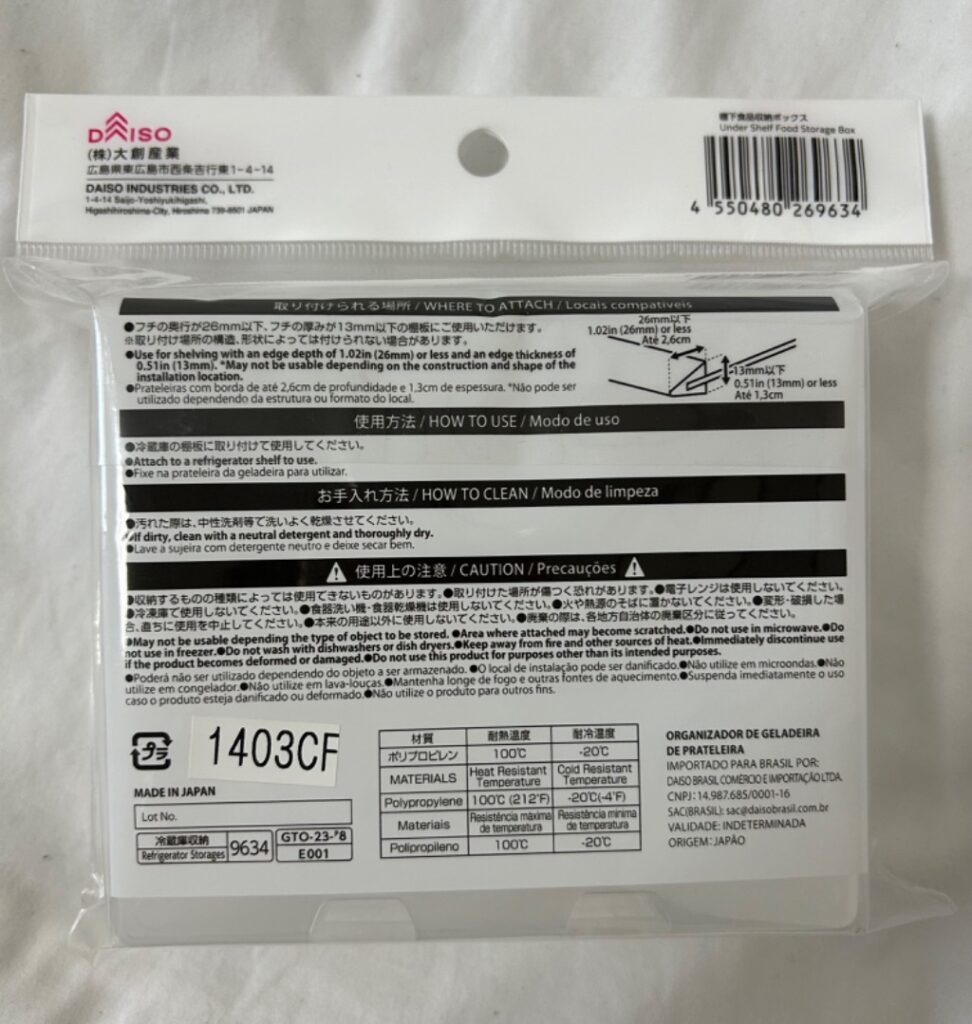 DAISO
(株)大創産業
広島県東広島市西条吉行東1-4-14
DAISO INDUSTRIES CO., LTD.
1-4-14 Saijo-Yoshiyukihigashi,
Higashihiroshima-City, Hiroshima 739-8601 JAPAN
棚下食品収納ボックス
Under Shelf Food Storage Box
4 550480 269634
取り付けられる場所 / WHERE TO ATTACH / Locais compatíveis
●フチの奥行が26mm以下、フチの厚みが13mm以下の棚板にご使用いただけます。
※取り付け場所の構造、形状によっては付けられない場合があります。
●Use for shelving with an edge depth of 1.02in (26mm) or less and an edge thickness of
0.51in (13mm). *May not be usable depending on the construction and shape of the
installation location.
●Prateleiras com borda de até 2,6cm de profundidade e 1,3cm de espessura. *Não pode ser
utilizado dependendo da estrutura ou formato do local.
26mm以下
1.02in (26mm) or less
Até 2,6cm
13mm以下
0.51in (13mm) or less
Até 1,3cm
使用方法 / HOW TO USE / Modo de uso
●冷蔵庫の棚板に取り付けて使用してください。
●Attach to a refrigerator shelf to use.
●Fixe na prateleira da geladeira para utilizar.
お手入れ方法 / HOW TO CLEAN / Modo de limpeza
●汚れた際は、中性洗剤等で洗いよく乾燥させてください。
●If dirty, clean with a neutral detergent and thoroughly dry.
●Lave a sujeira com detergente neutro e deixe secar bem.
使用上の注意 / CAUTION / Precauções
●収納するものの種類によっては使用できないものがあります。●取り付けた場所が傷つく恐れがあります。●電子レンジは使用しないでください。
●冷凍庫で使用しないでください。●食器洗い機・食器乾燥機は使用しないでください。●火や熱源のそばに置かないでください。●変形・破損した場
合、直ちに使用を中止してください。●本来の用途以外に使用しないでください。●廃棄の際は、各地方自治体の廃棄区分に従ってください。
●May not be usable depending the type of object to be stored. ●Area where attached may become scratched.●Do not use in microwave.●Do
not use in freezer.●Do not wash with dishwashers or dish dryers.●Keep away from fire and other sources of heat.●Immediately discontinue use
if the product becomes deformed or damaged.●Do not use this product for purposes other than its intended purposes.
●Poderá não ser utilizado dependendo do objeto a ser armazenado. ●O local de instalação pode ser danificado.●Não utilize em microondas.●Não
utilize em congelador.●Não utilize em lava-louças.●Mantenha longe de fogo e outras fontes de aquecimento.●Suspenda imediatamente o uso
caso o produto esteja danificado ou deformado.●Não utilize o produto para outros fins.
プラ
1403CF
MADE IN JAPAN
Lot No.
冷蔵庫収納
Refrigerator Storages
9634
GTO-23-'8
E001
材質 耐熱温度 耐冷温度
ポリプロピレン 100℃ -20℃
MATERIALS Heat Resistant Temperature Cold Resistant Temperature
Polypropylene 100℃ (212°F) -20℃(-4°F)
Materiais Resistência máxima de temperatura Resistência mínima de temperatura
Polipropileno 100℃ -20℃
ORGANIZADOR DE GELADEIRA
DE PRATELEIRA
IMPORTADO PARA BRASIL POR:
DAISO BRASIL COMÉRCIO E IMPORTAÇÃO LTDA.
CNPJ: 14.987.685/0001-16
SAC(BRASIL): sac@daisobrasil.com.br
VALIDADE: INDETERMINADA
ORIGEM: JAPÃO